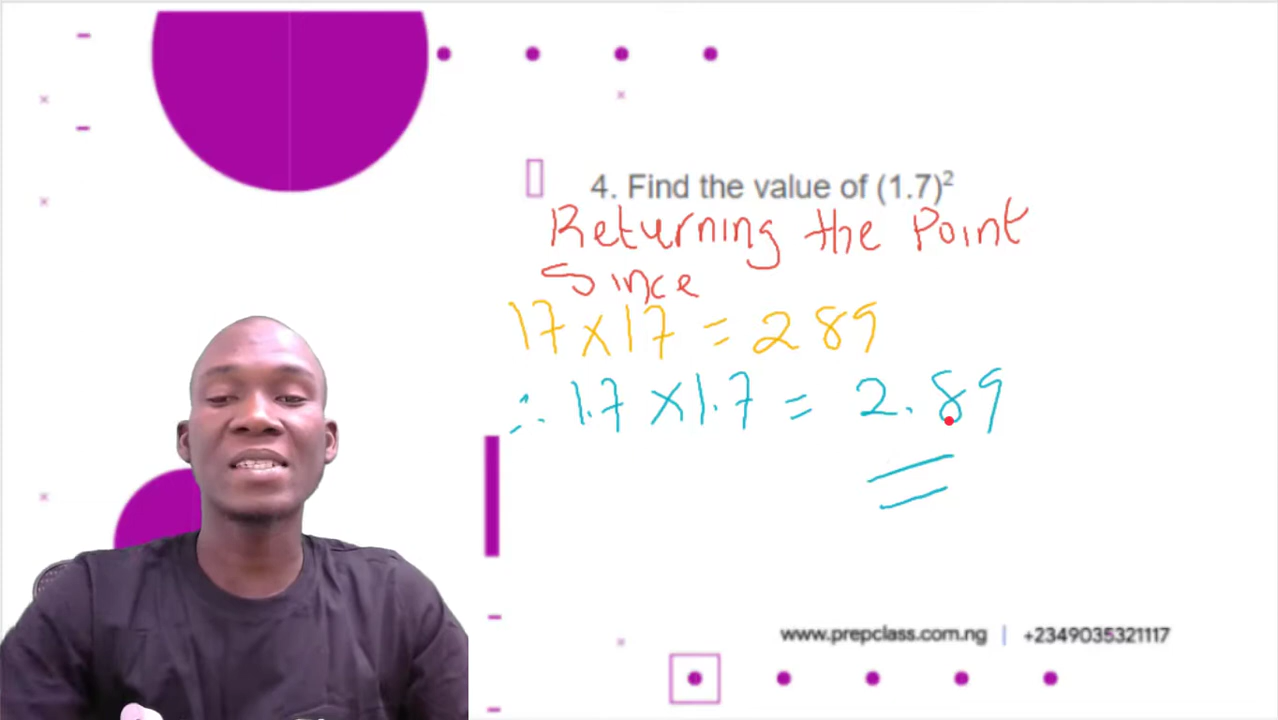 4. Find the value of (1.7)²
Returning the Point
Since
17 × 17 = 289
∴ 1.7 × 1.7 = 2.89
www.prepclass.com.ng | +2349035321117